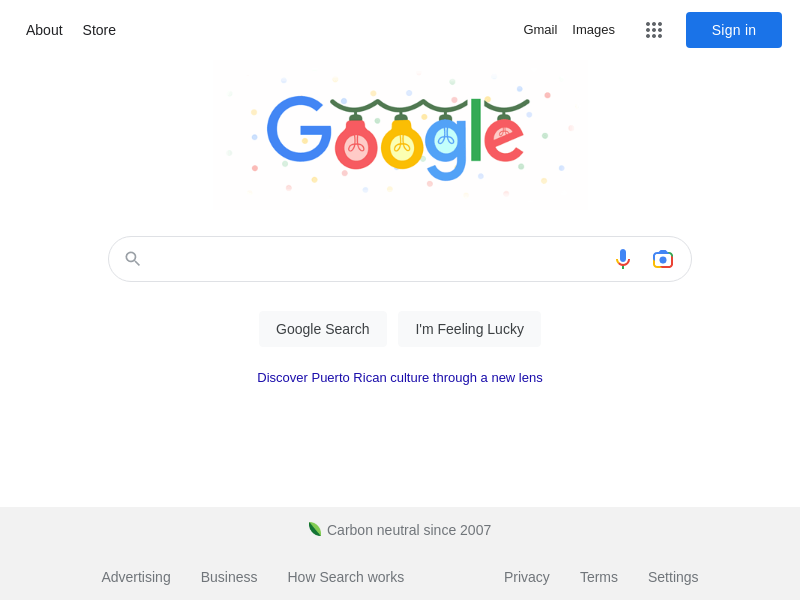 About Store Gmail Images Sign in
Google
Google Search I'm Feeling Lucky
Discover Puerto Rican culture through a new lens
Carbon neutral since 2007
Advertising Business How Search works Privacy Terms Settings